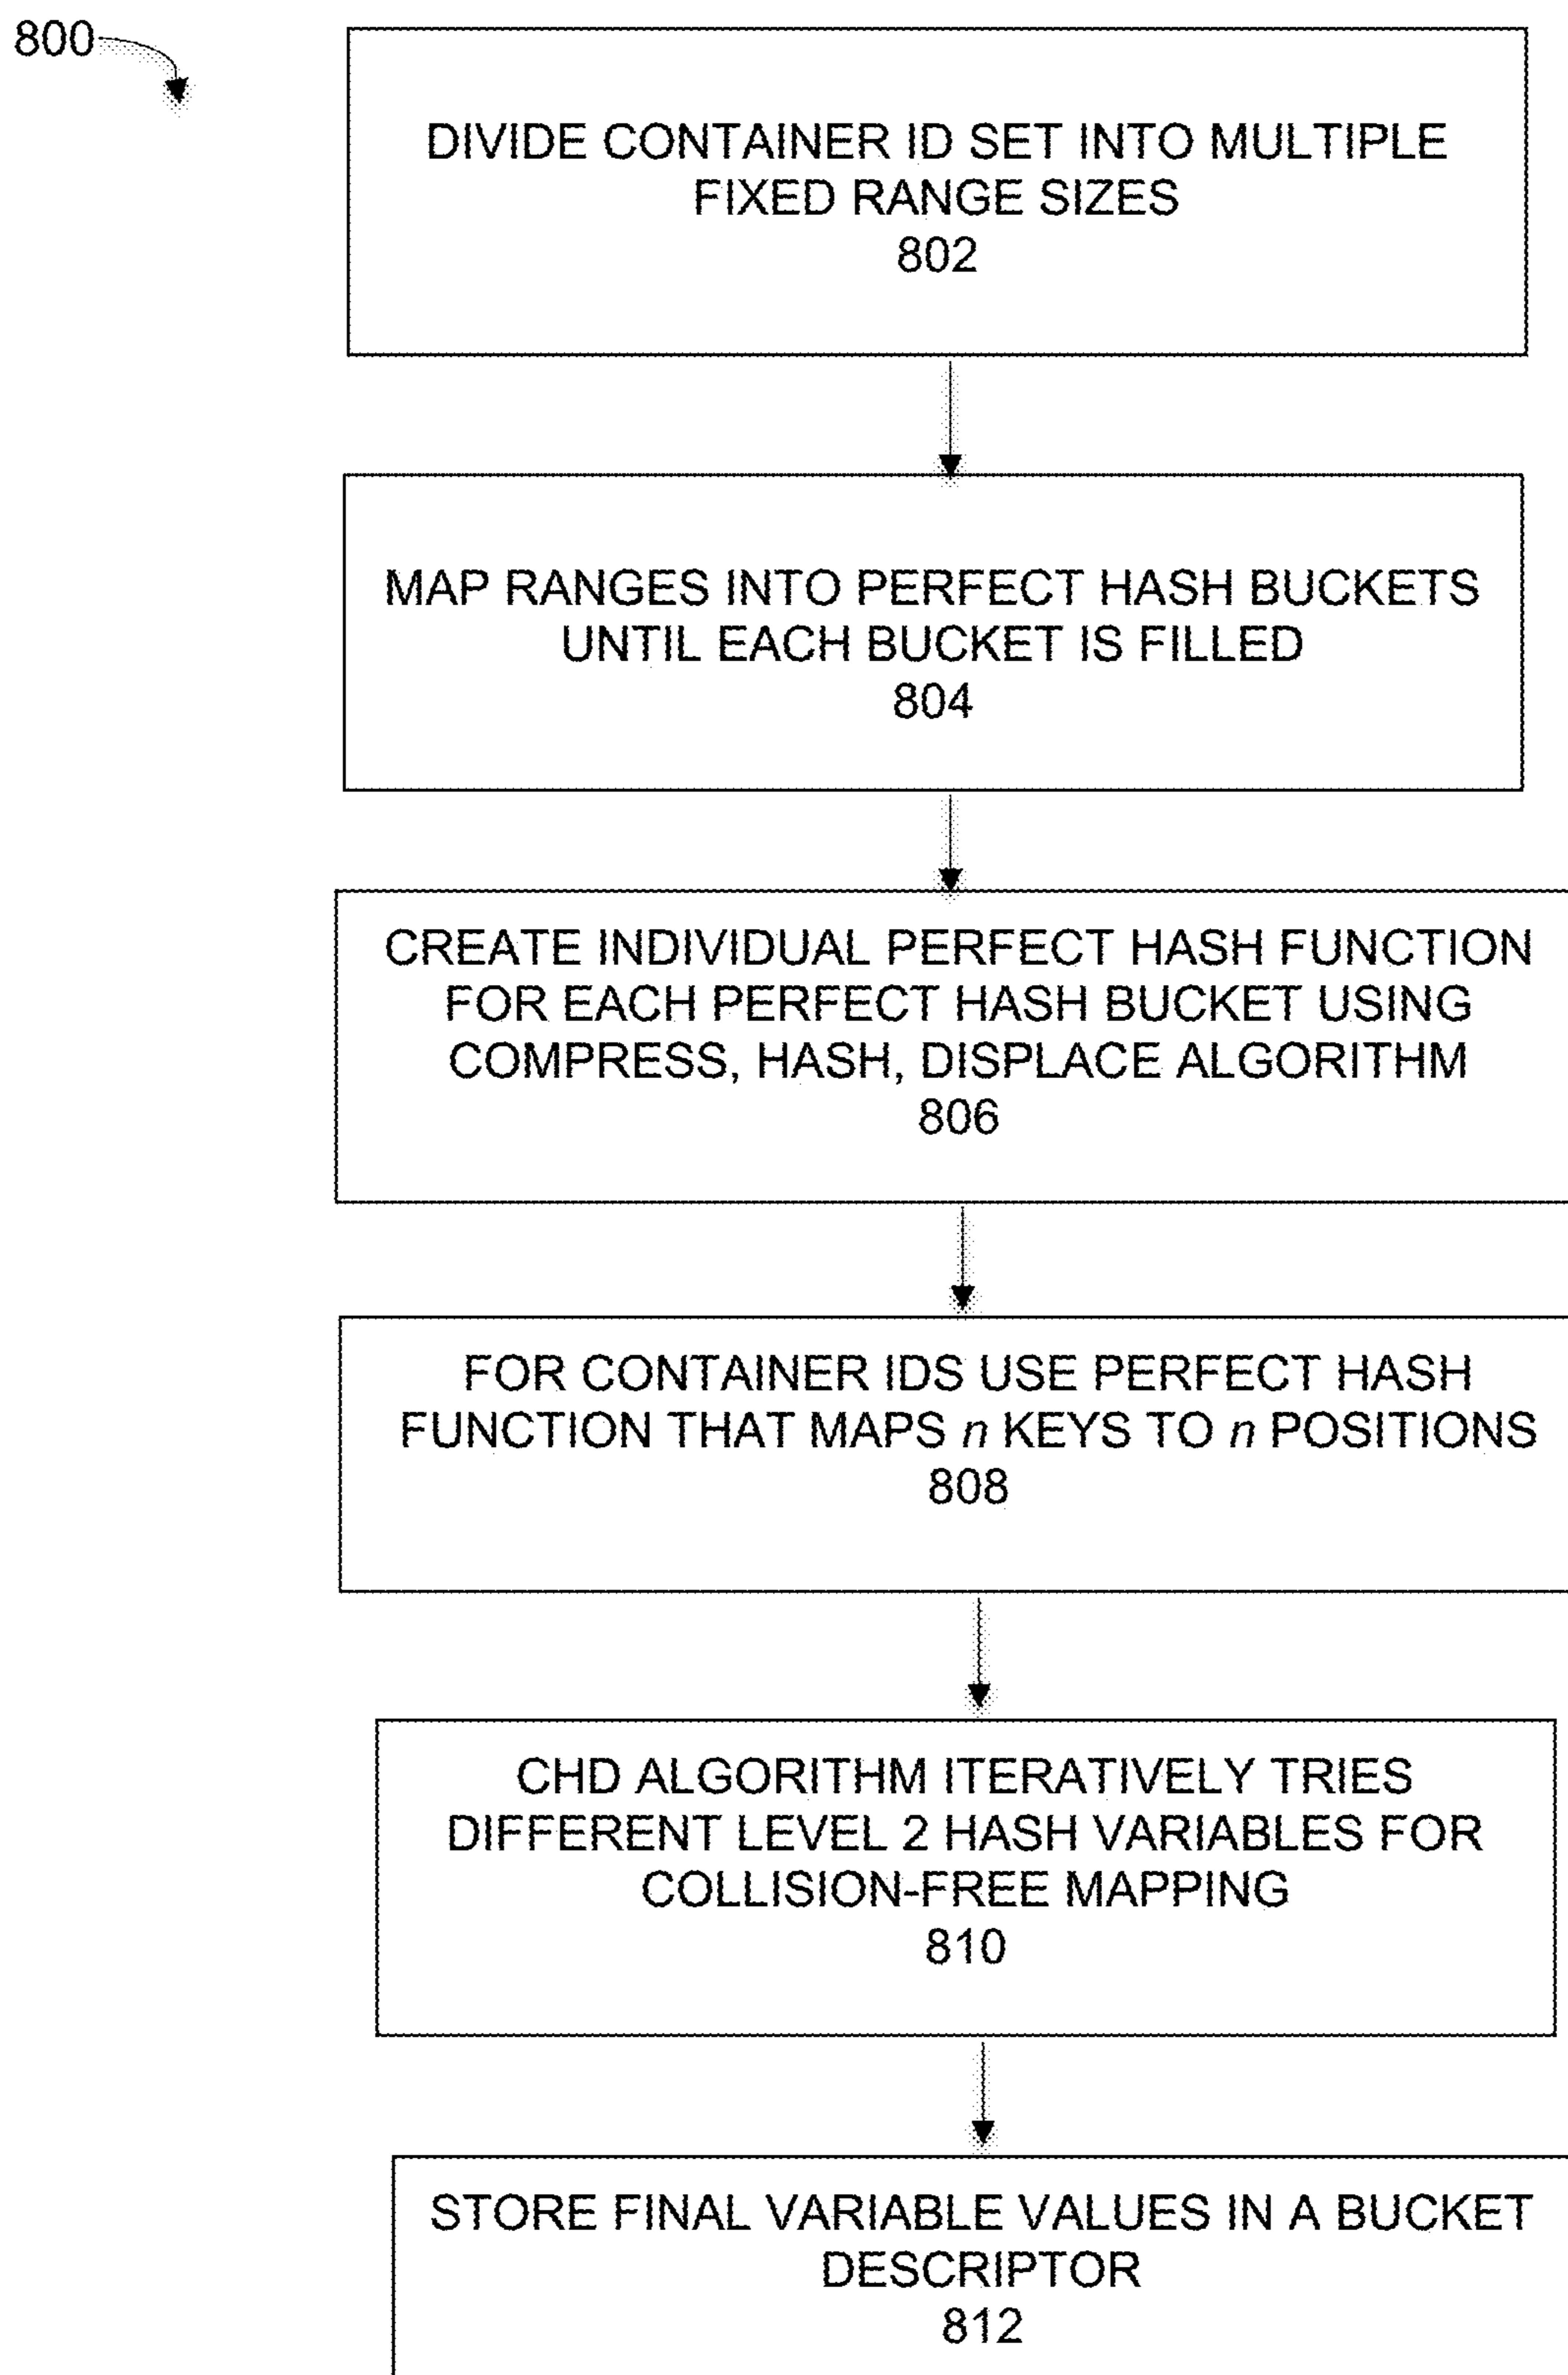 800
DIVIDE CONTAINER ID SET INTO MULTIPLE
FIXED RANGE SIZES
802
MAP RANGES INTO PERFECT HASH BUCKETS
UNTIL EACH BUCKET IS FILLED
804
CREATE INDIVIDUAL PERFECT HASH FUNCTION
FOR EACH PERFECT HASH BUCKET USING
COMPRESS, HASH, DISPLACE ALGORITHM
806
FOR CONTAINER IDS USE PERFECT HASH
FUNCTION THAT MAPS n KEYS TO n POSITIONS
808
CHD ALGORITHM ITERATIVELY TRIES
DIFFERENT LEVEL 2 HASH VARIABLES FOR
COLLISION-FREE MAPPING
810
STORE FINAL VARIABLE VALUES IN A BUCKET
DESCRIPTOR
812